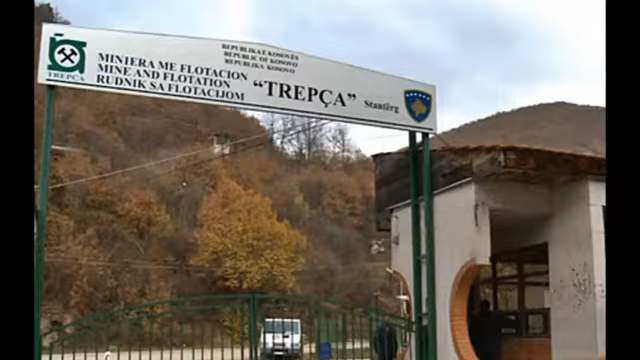 TREPÇA
REPUBLIKA E KOSOVËS
REPUBLIC OF KOSOVO
REPUBLIKA KOSOVO
MINIERA ME FLOTACION
MINE AND FLOTATION
RUDNIK SA FLOTACIJOM
"TREPÇA"
Stantërg